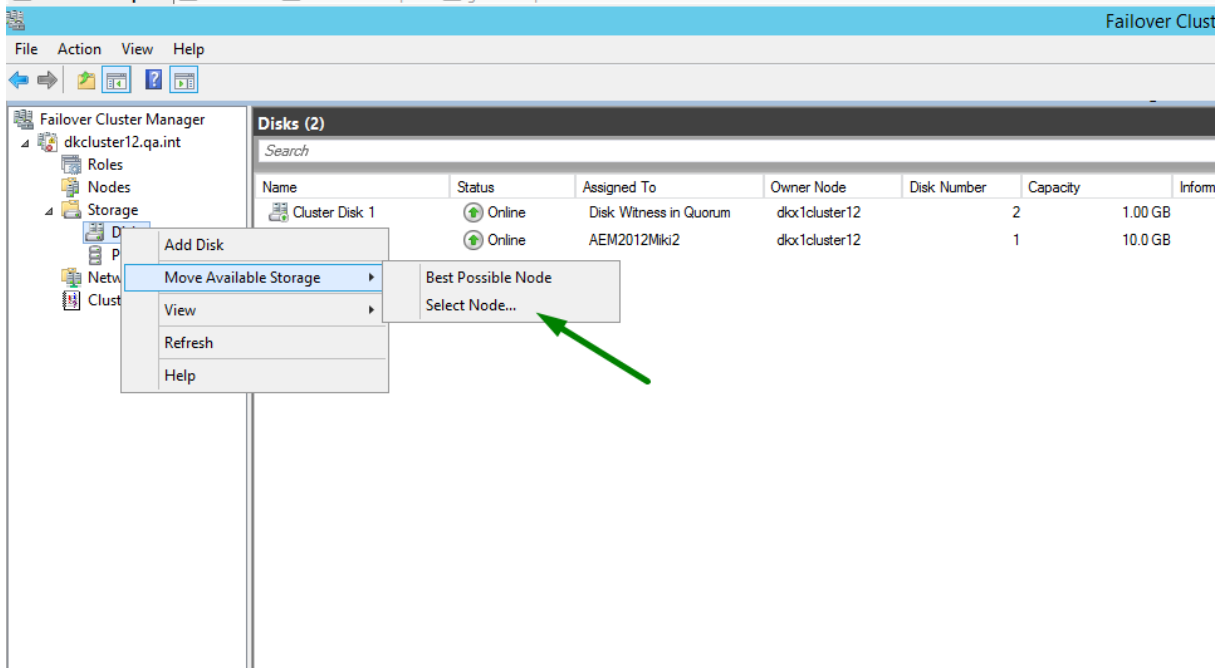 Failover Clust
File Action View Help
Failover Cluster Manager
dkcluster12.qa.int
Roles
Nodes
Storage
Netw
Clust
Add Disk
Move Available Storage
View
Refresh
Help
Best Possible Node
Select Node...
Disks (2)
Search
Name Status Assigned To Owner Node Disk Number Capacity Inform
Cluster Disk 1 Online Disk Witness in Quorum dkx1cluster12 2 1.00 GB
Online AEM2012Miki2 dkx1cluster12 1 10.0 GB